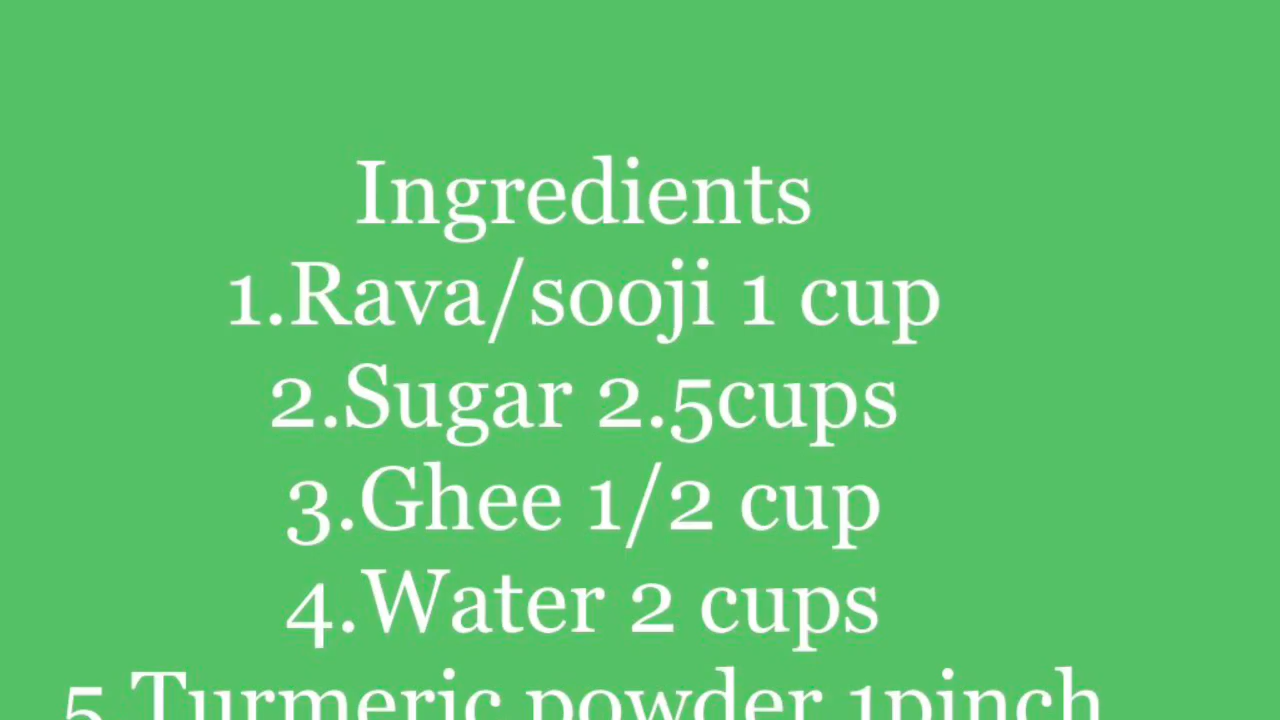 Ingredients
1.Rava/sooji 1 cup
2.Sugar 2.5cups
3.Ghee 1/2 cup
4.Water 2 cups
5.Turmeric powder 1pinch